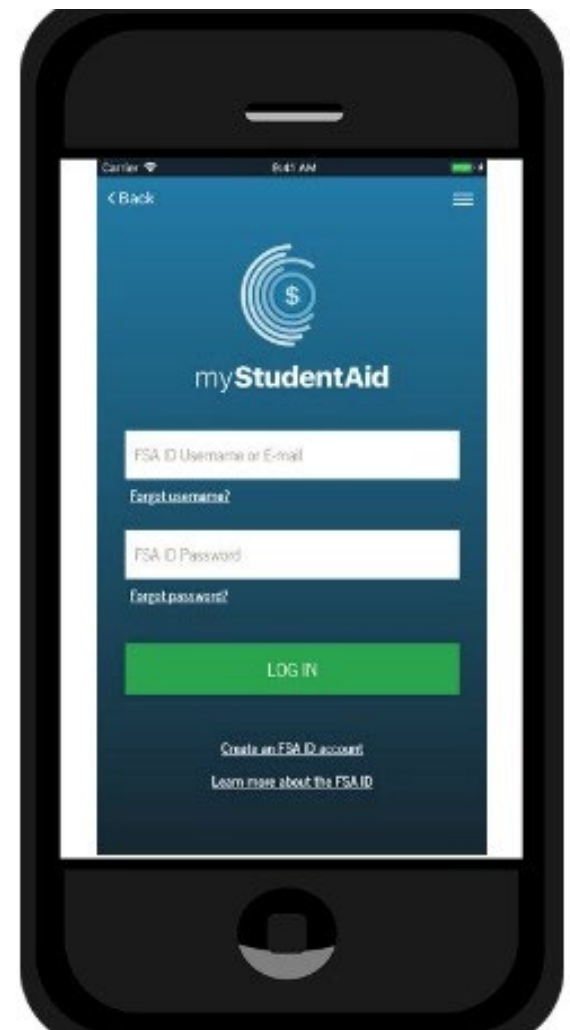 Carrier 9:41 AM
< Back
$
myStudentAid
FSA ID Username or E-mail
Forgot username?
FSA ID Password
Forgot password?
LOG IN
Create an FSA ID account
Learn more about the FSA ID